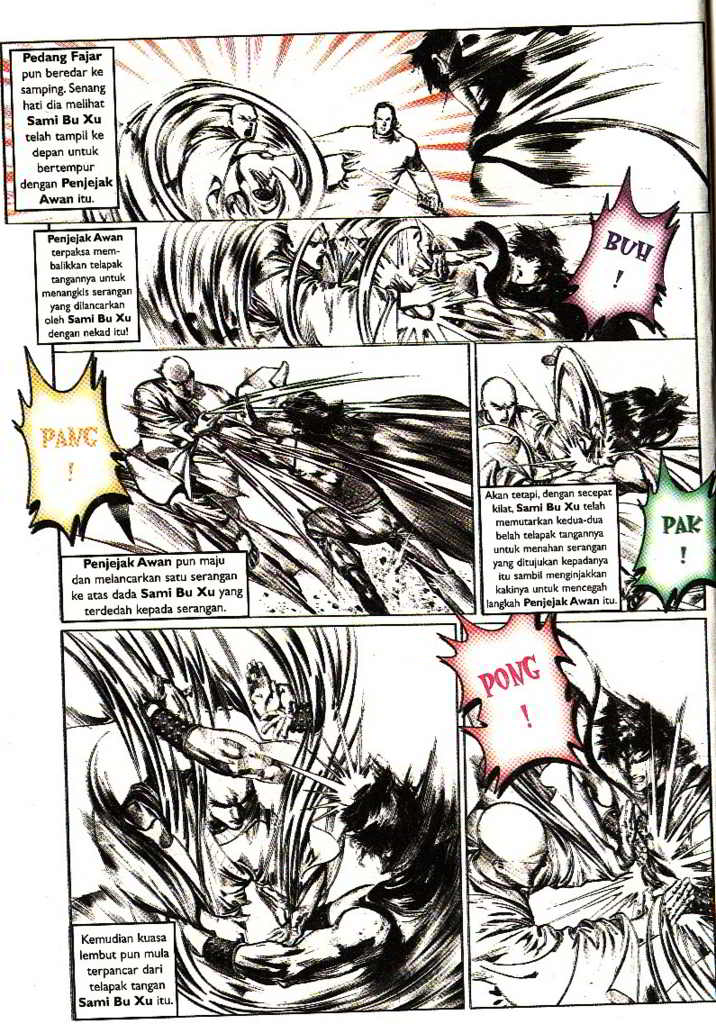 Pedang Fajar
pun beredar ke
samping. Senang
hati dia melihat
Sami Bu Xu
telah tampil ke
depan untuk
bertempur
dengan Penjejak
Awan itu.
Penjejak Awan
terpaksa mem-
balikkan telapak
tangannya untuk
menangkis serangan
yang dilancarkan
oleh Sami Bu Xu
dengan nekad itu!
BUH
!
PANG
!
Penjejak Awan pun maju
dan melancarkan satu serangan
ke atas dada Sami Bu Xu yang
terdedah kepada serangan.
Akan tetapi, dengan secepat
kilat, Sami Bu Xu telah
memutarkan kedua-dua
belah telapak tangannya
untuk menahan serangan
yang ditujukan kepadanya
itu sambil menginjakkan
kakinya untuk mencegah
langkah Penjejak Awan itu.
PAK
!
PONG
!
Kemudian kuasa
lembut pun mula
terpancar dari
telapak tangan
Sami Bu Xu itu.